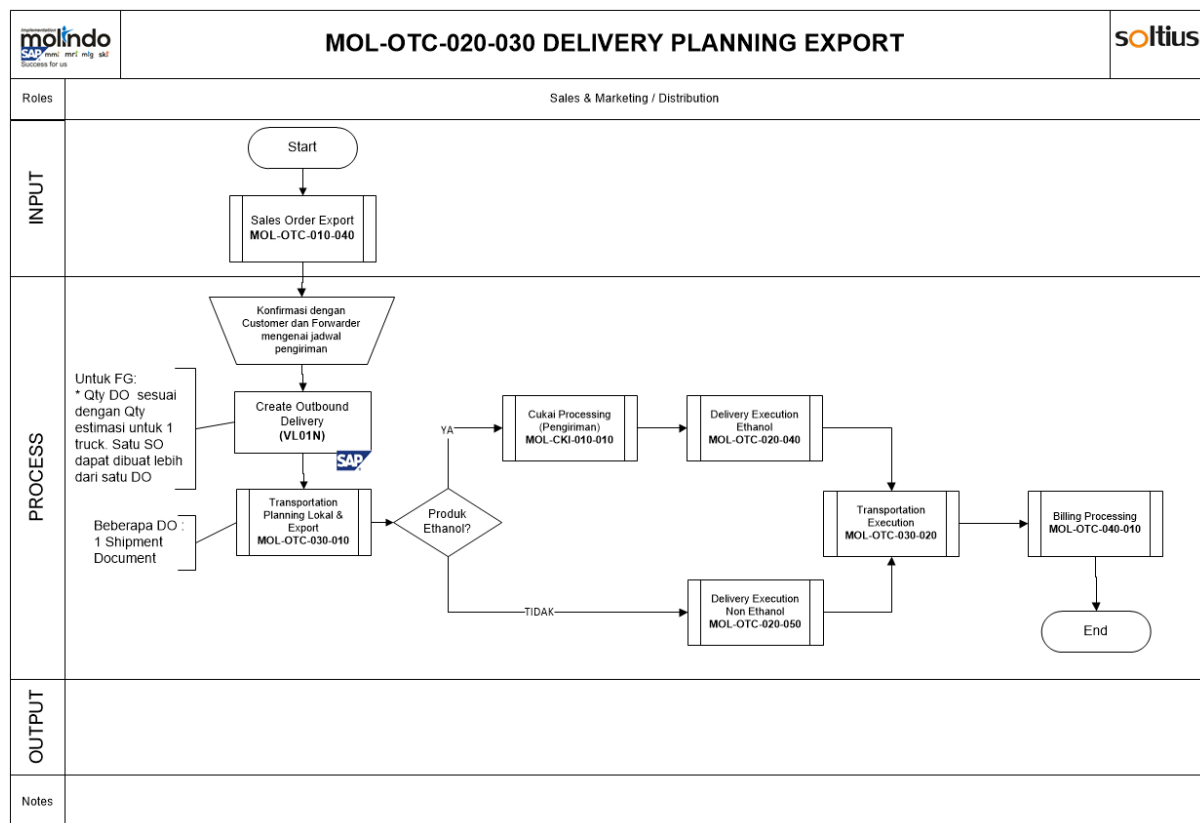 implementation
molindo
SAP mmi mri mlg skt
Success for us
MOL-OTC-020-030 DELIVERY PLANNING EXPORT
soltius
Roles
Sales & Marketing / Distribution
INPUT
Start
Sales Order Export
MOL-OTC-010-040
PROCESS
Konfirmasi dengan
Customer dan Forwarder
mengenai jadwal
pengiriman
Untuk FG:
* Qty DO sesuai
dengan Qty
estimasi untuk 1
truck. Satu SO
dapat dibuat lebih
dari satu DO
Create Outbound
Delivery
(VL01N)
SAP
Beberapa DO :
1 Shipment
Document
Transportation
Planning Lokal &
Export
MOL-OTC-030-010
Produk
Ethanol?
YA
Cukai Processing
(Pengiriman)
MOL-CKI-010-010
Delivery Execution
Ethanol
MOL-OTC-020-040
TIDAK
Delivery Execution
Non Ethanol
MOL-OTC-020-050
Transportation
Execution
MOL-OTC-030-020
Billing Processing
MOL-OTC-040-010
End
OUTPUT
Notes